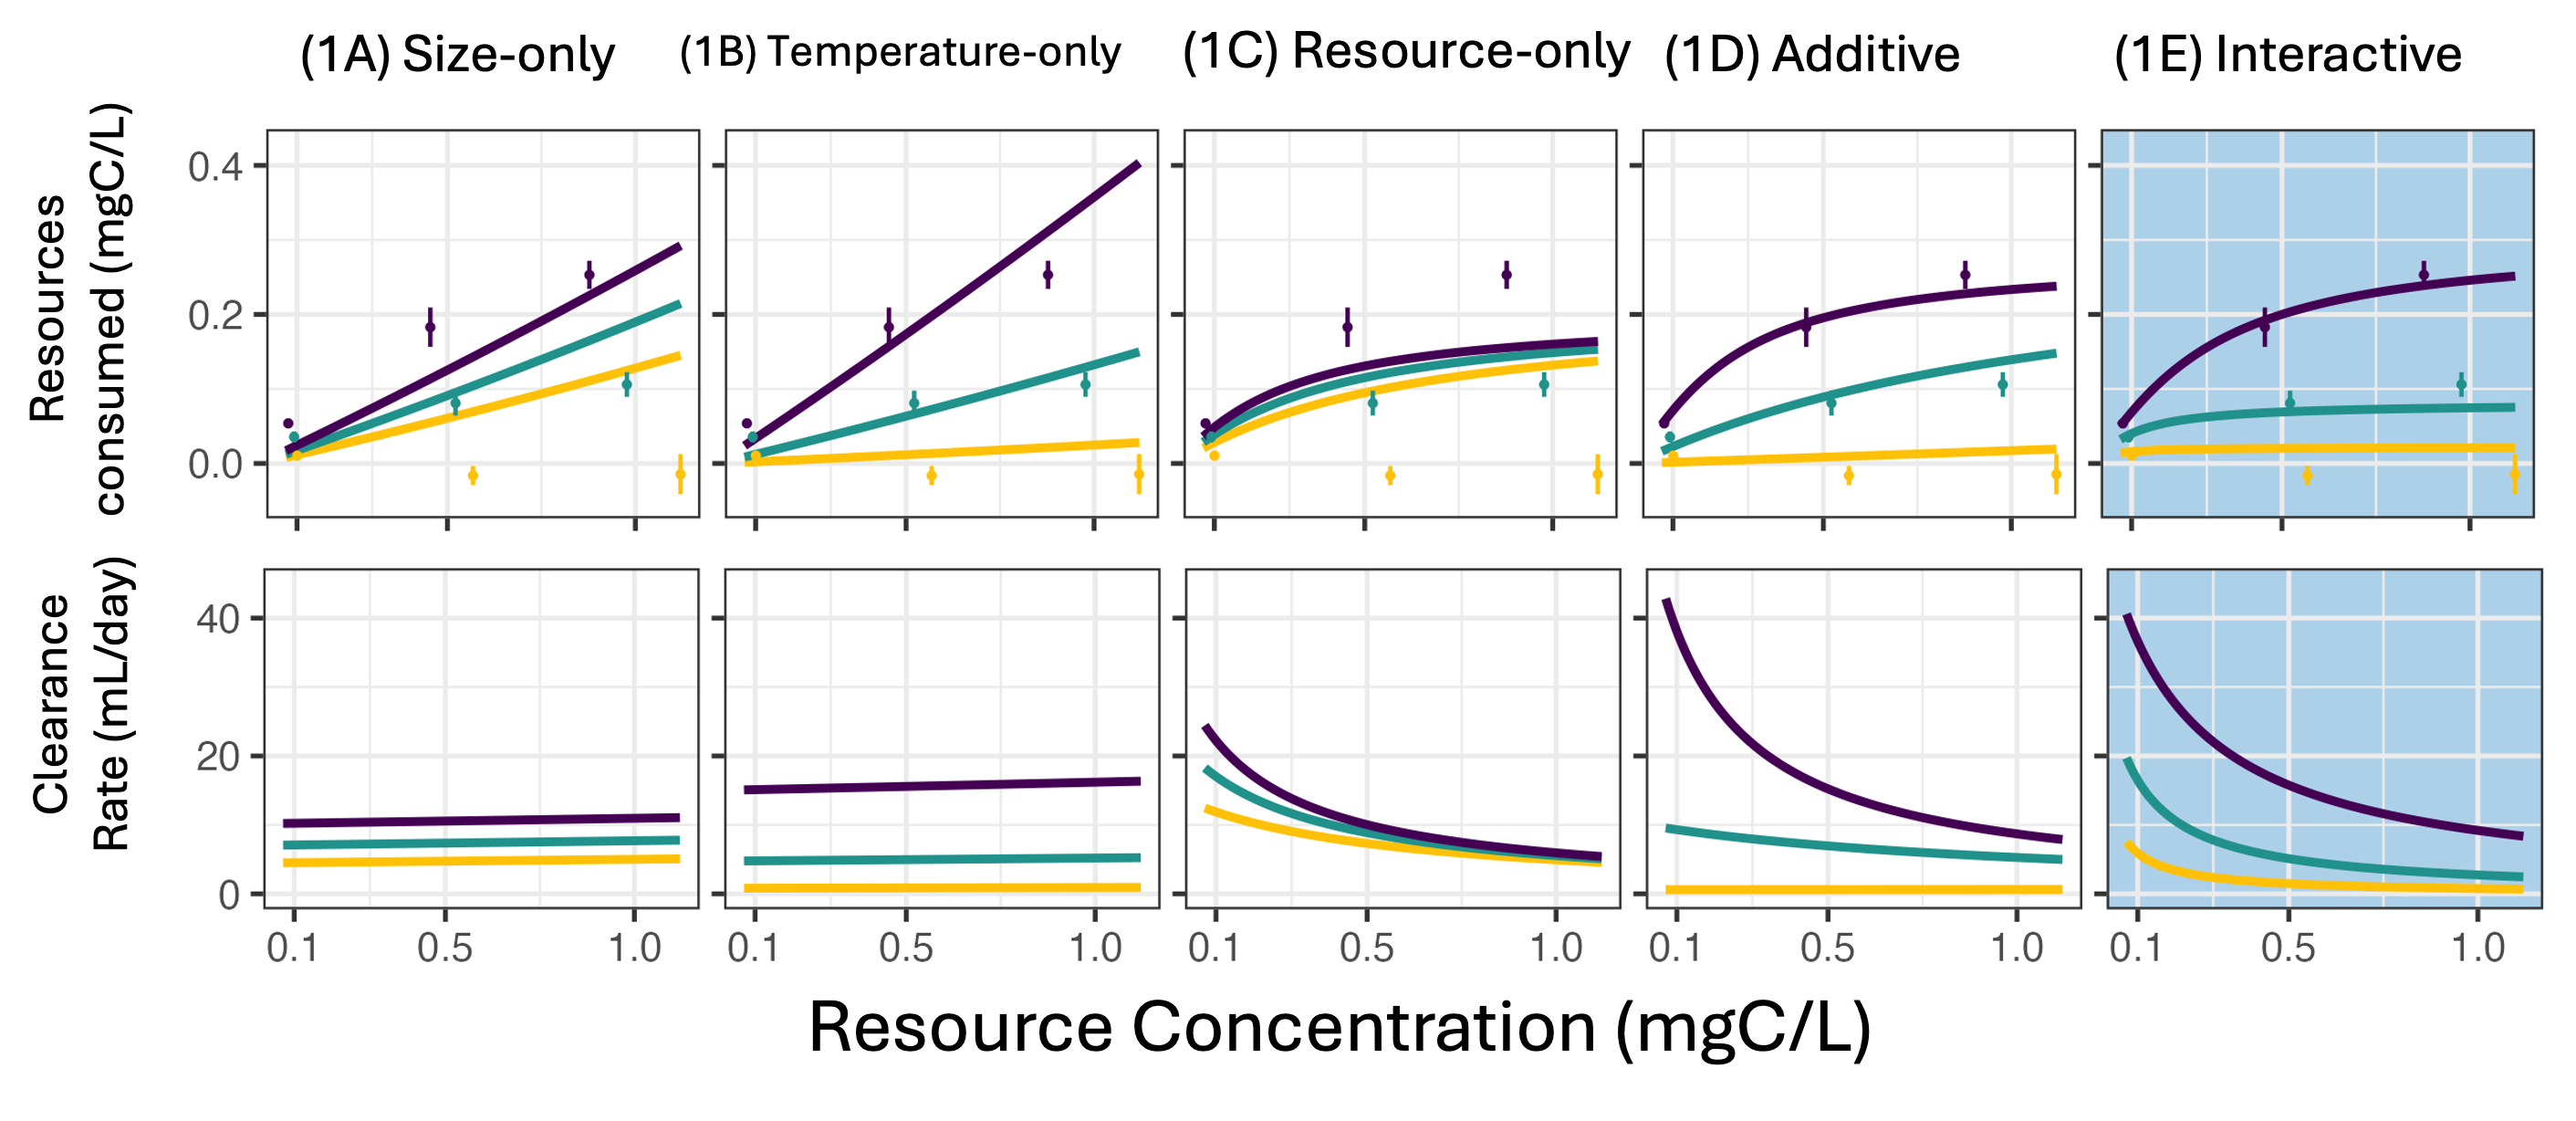 (1A) Size-only
(1B) Temperature-only
(1C) Resource-only
(1D) Additive
(1E) Interactive
Resources
consumed (mgC/L)
0.4
0.2
0.0
Clearance
Rate (mL/day)
40
20
0
0.1 0.5 1.0
0.1 0.5 1.0
0.1 0.5 1.0
0.1 0.5 1.0
0.1 0.5 1.0
Resource Concentration (mgC/L)